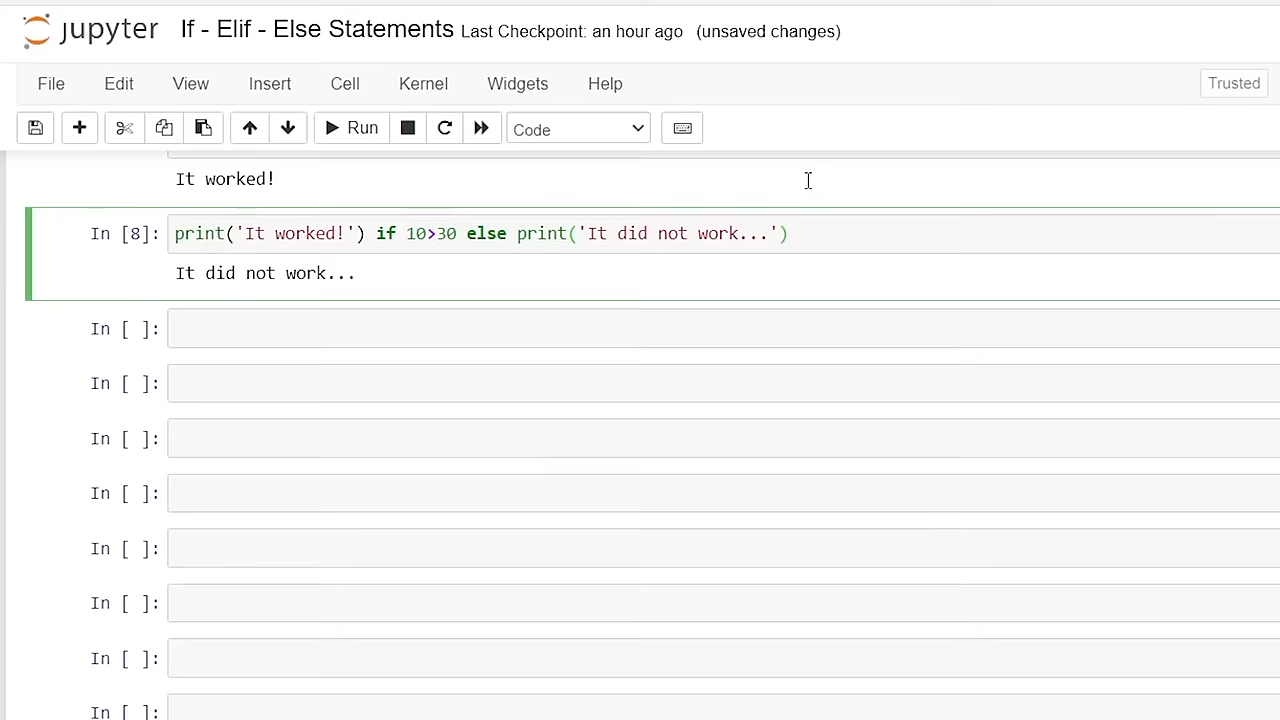 jupyter If - Elif - Else Statements Last Checkpoint: an hour ago (unsaved changes)
File Edit View Insert Cell Kernel Widgets Help Trusted
Run Code
It worked!
In [8]: print('It worked!') if 10>30 else print('It did not work...')
It did not work...
In [ ]:
In [ ]:
In [ ]:
In [ ]:
In [ ]:
In [ ]:
In [ ]:
In [ ]: